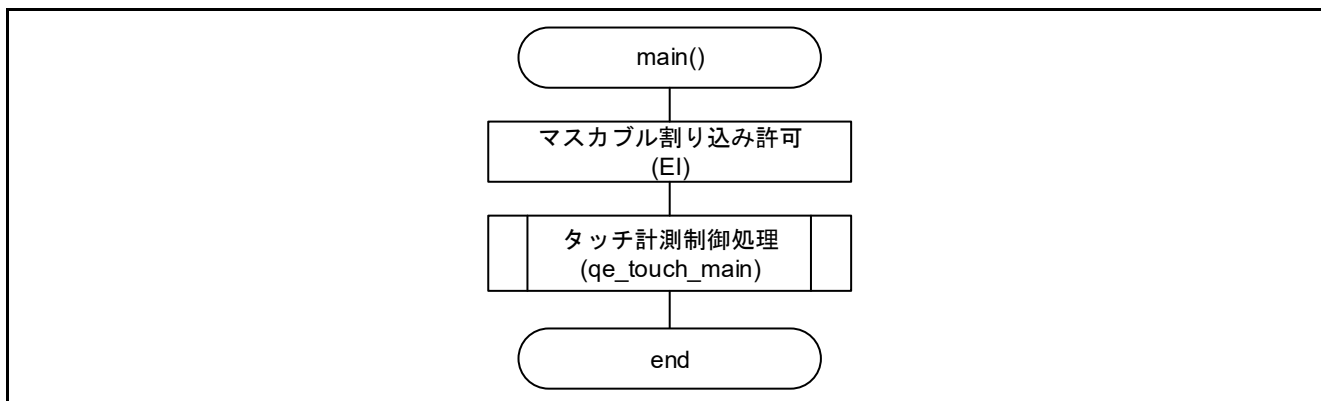 main()
マスカブル割り込み許可
(EI)
タッチ計測制御処理
(qe_touch_main)
end